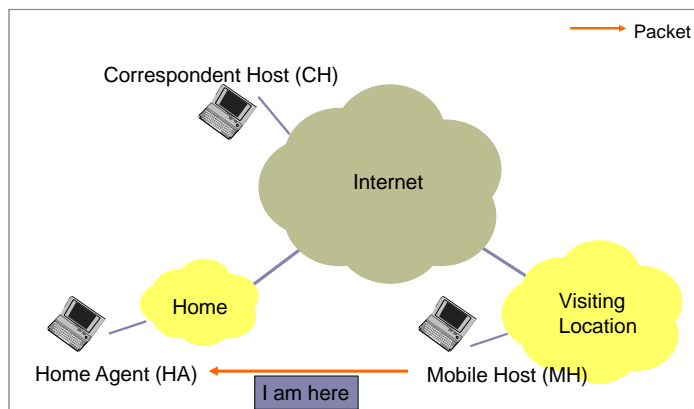 Packet
Correspondent Host (CH)
Internet
Home
Visiting
Location
Home Agent (HA)
I am here
Mobile Host (MH)